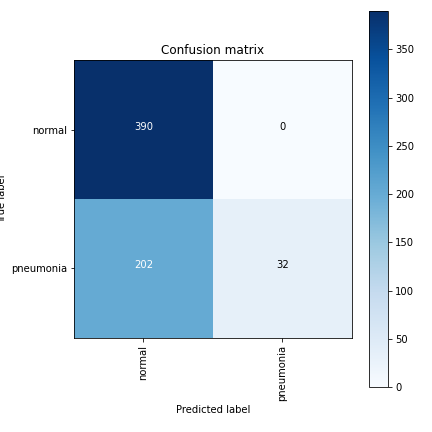 Confusion matrix
normal
390
0
pneumonia
202
32
normal
pneumonia
Predicted label
label
350
300
250
200
150
100
50
0